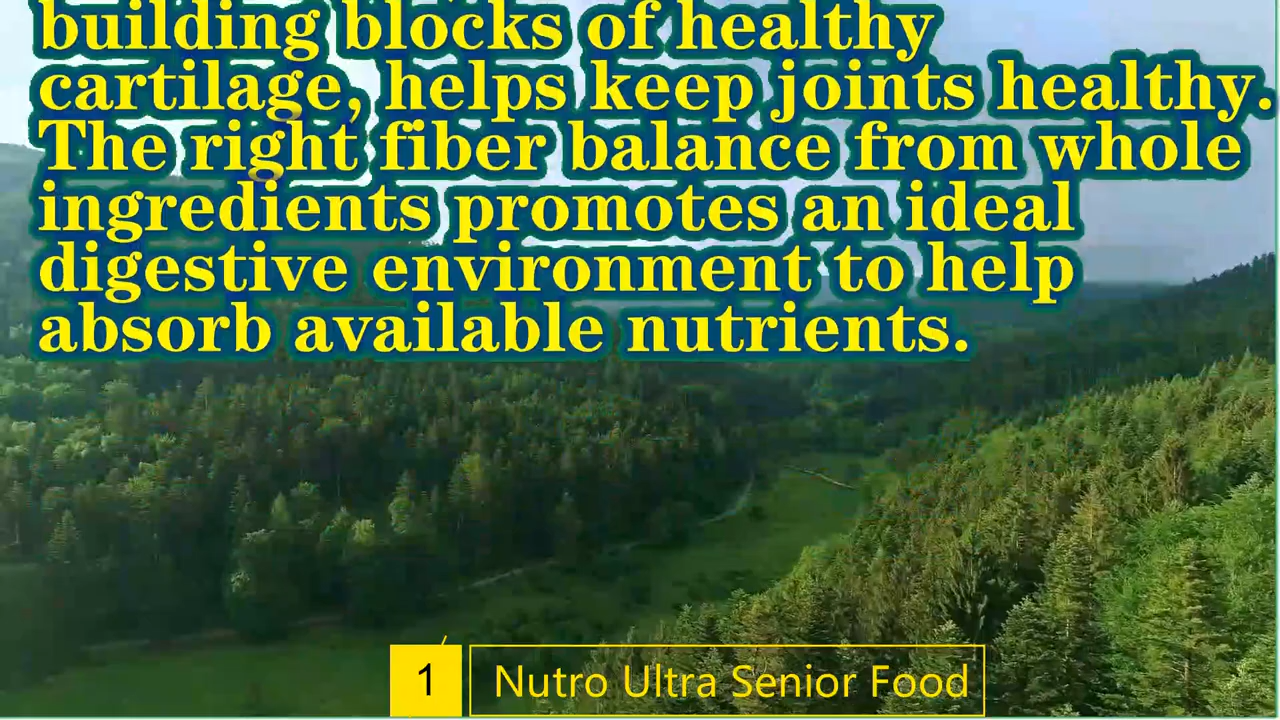 building blocks of healthy
cartilage, helps keep joints healthy.
The right fiber balance from whole
ingredients promotes an ideal
digestive environment to help
absorb available nutrients.
1 Nutro Ultra Senior Food